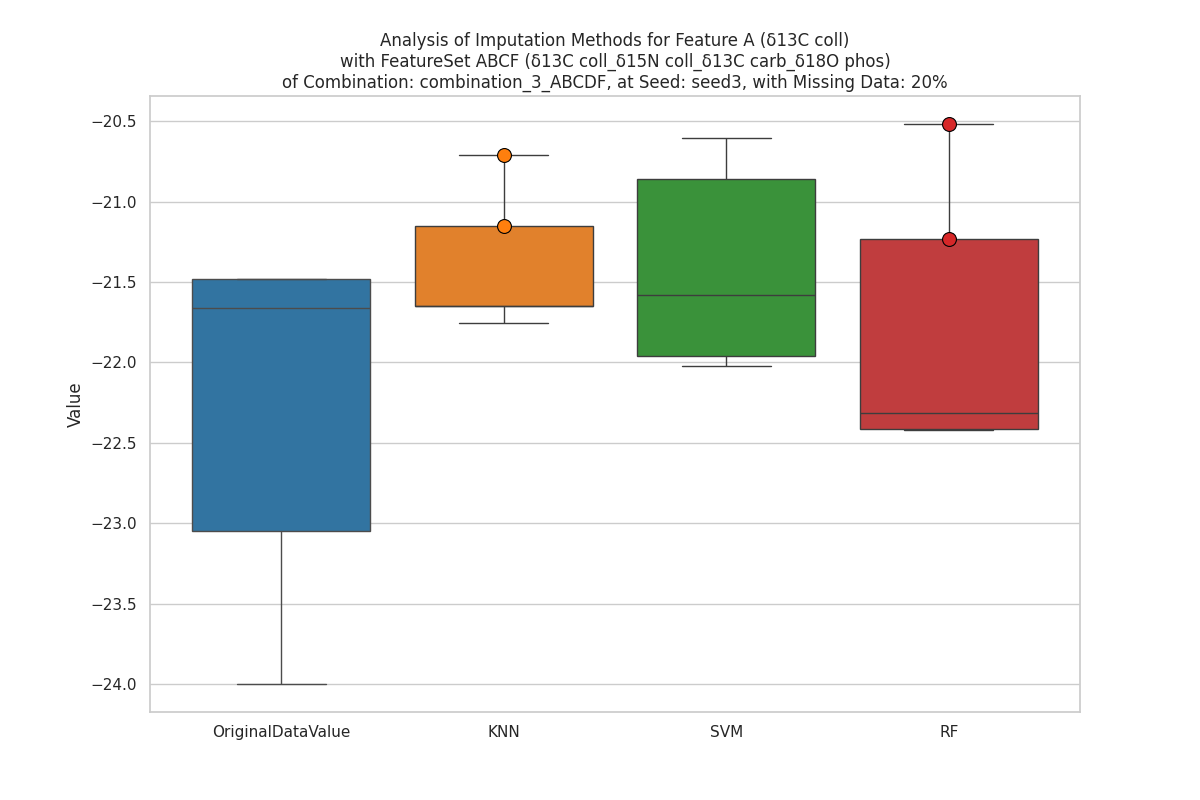 Analysis of Imputation Methods for Feature A (δ13C coll)
with FeatureSet ABCF (δ13C coll_δ15N coll_δ13C carb_δ18O phos)
of Combination: combination_3_ABCDF, at Seed: seed3, with Missing Data: 20%
−20.5
−21.0
−21.5
−22.0
−22.5
−23.0
−23.5
−24.0
Value
OriginalDataValue
KNN
SVM
RF